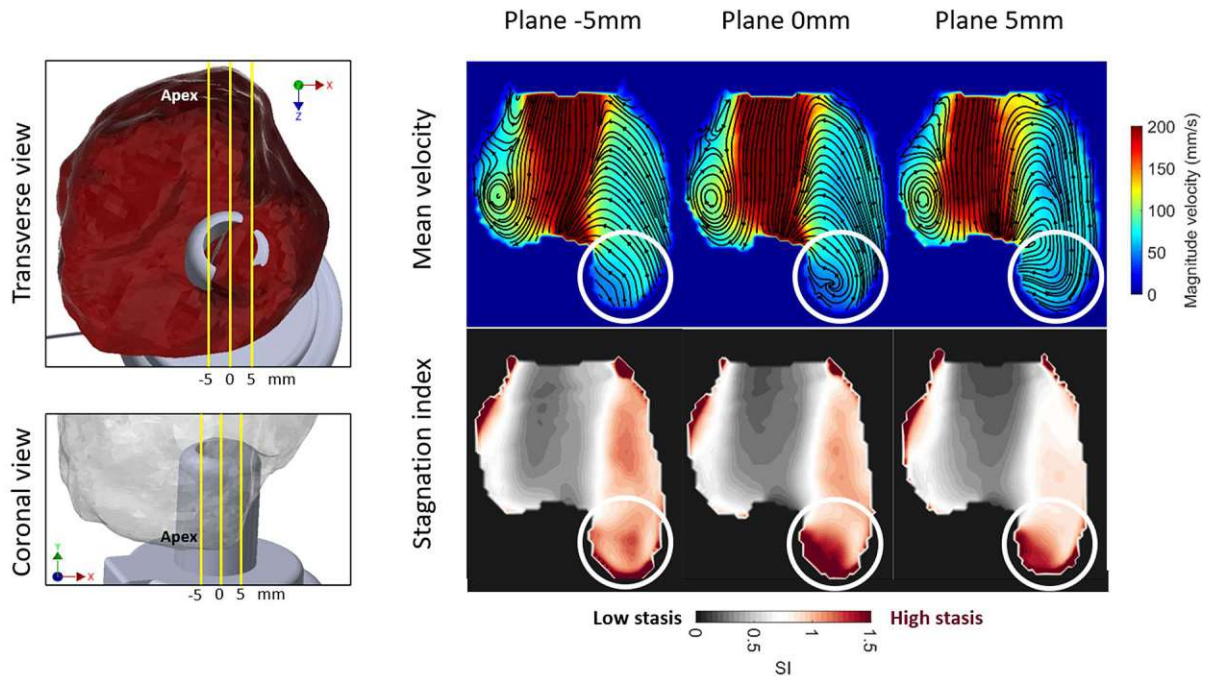 Plane -5mm
Plane 0mm
Plane 5mm
Transverse view
Apex
X
Z
-5 0 5 mm
Mean velocity
200
150
100
50
0
Magnitude velocity (mm/s)
Coronal view
Apex
Y
X
-5 0 5 mm
Stagnation index
Low stasis
High stasis
0
0.5
1
1.5
SI